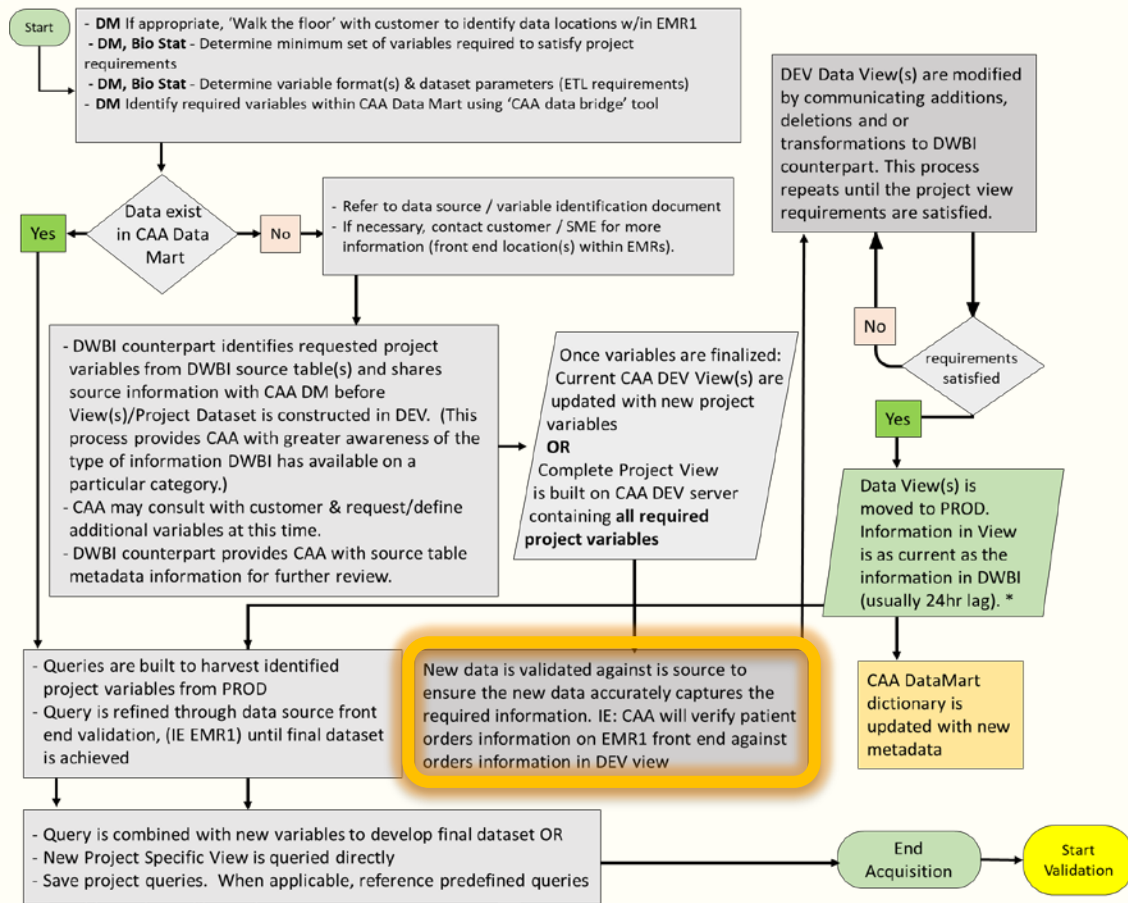 Start
- DM If appropriate, ‘Walk the floor’ with customer to identify data locations w/in EMR1
- DM, Bio Stat - Determine minimum set of variables required to satisfy project
requirements
- DM, Bio Stat - Determine variable format(s) & dataset parameters (ETL requirements)
- DM Identify required variables within CAA Data Mart using ‘CAA data bridge’ tool
Data exist
in CAA Data
Mart
Yes
No
- Refer to data source / variable identification document
- If necessary, contact customer / SME for more
information (front end location(s) within EMRs).
- DWBI counterpart identifies requested project
variables from DWBI source table(s) and shares
source information with CAA DM before
View(s)/Project Dataset is constructed in DEV. (This
process provides CAA with greater awareness of the
type of information DWBI has available on a
particular category.)
- CAA may consult with customer & request/define
additional variables at this time.
- DWBI counterpart provides CAA with source table
metadata information for further review.
Once variables are finalized:
Current CAA DEV View(s) are
updated with new project
variables
OR
Complete Project View
is built on CAA DEV server
containing all required
project variables
DEV Data View(s) are modified
by communicating additions,
deletions and or
transformations to DWBI
counterpart. This process
repeats until the project view
requirements are satisfied.
No
requirements
satisfied
Yes
Data View(s) is
moved to PROD.
Information in View
is as current as the
information in DWBI
(usually 24hr lag). *
- Queries are built to harvest identified
project variables from PROD
- Query is refined through data source front
end validation, (IE EMR1) until final dataset
is achieved
New data is validated against is source to
ensure the new data accurately captures the
required information. IE: CAA will verify patient
orders information on EMR1 front end against
orders information in DEV view
CAA DataMart
dictionary is
updated with new
metadata
- Query is combined with new variables to develop final dataset OR
- New Project Specific View is queried directly
- Save project queries. When applicable, reference predefined queries
End
Acquisition
Start
Validation